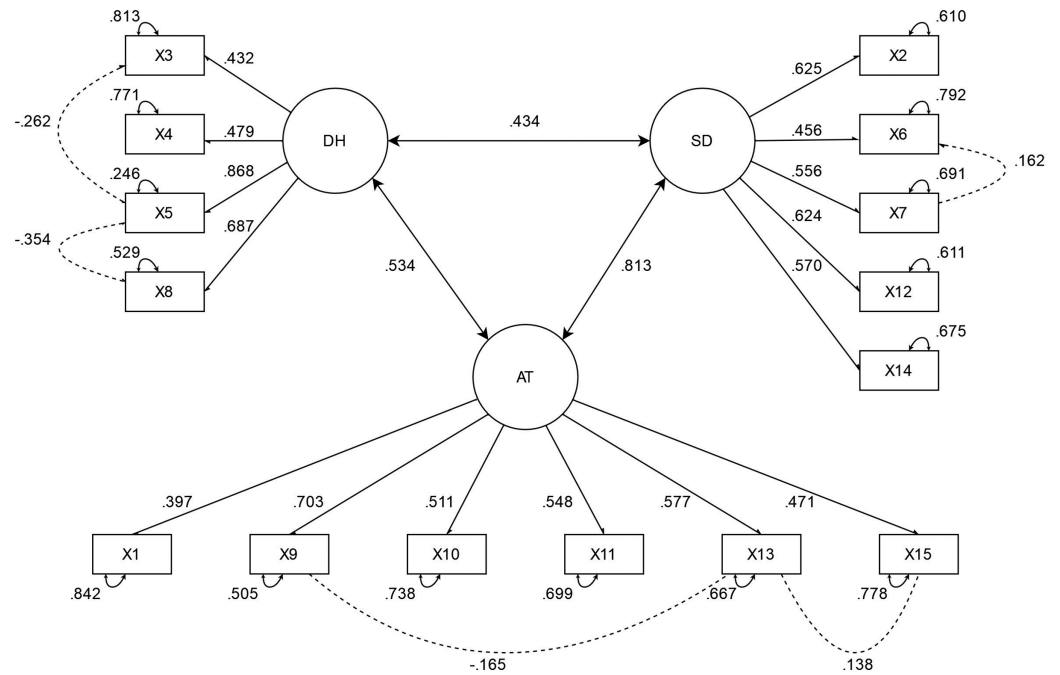 .813
X3
.432
.771
X4
.479
-.262
.246
X5
.868
-.354
.529
X8
.687
DH
.434
SD
.534
.813
AT
.610
X2
.625
.792
X6
.456
.162
.691
X7
.556
.611
X12
.624
.675
X14
.570
.397
.703
.511
.548
.577
.471
X1
X9
X10
X11
X13
X15
.842
.505
.738
.699
.667
.778
-.165
.138